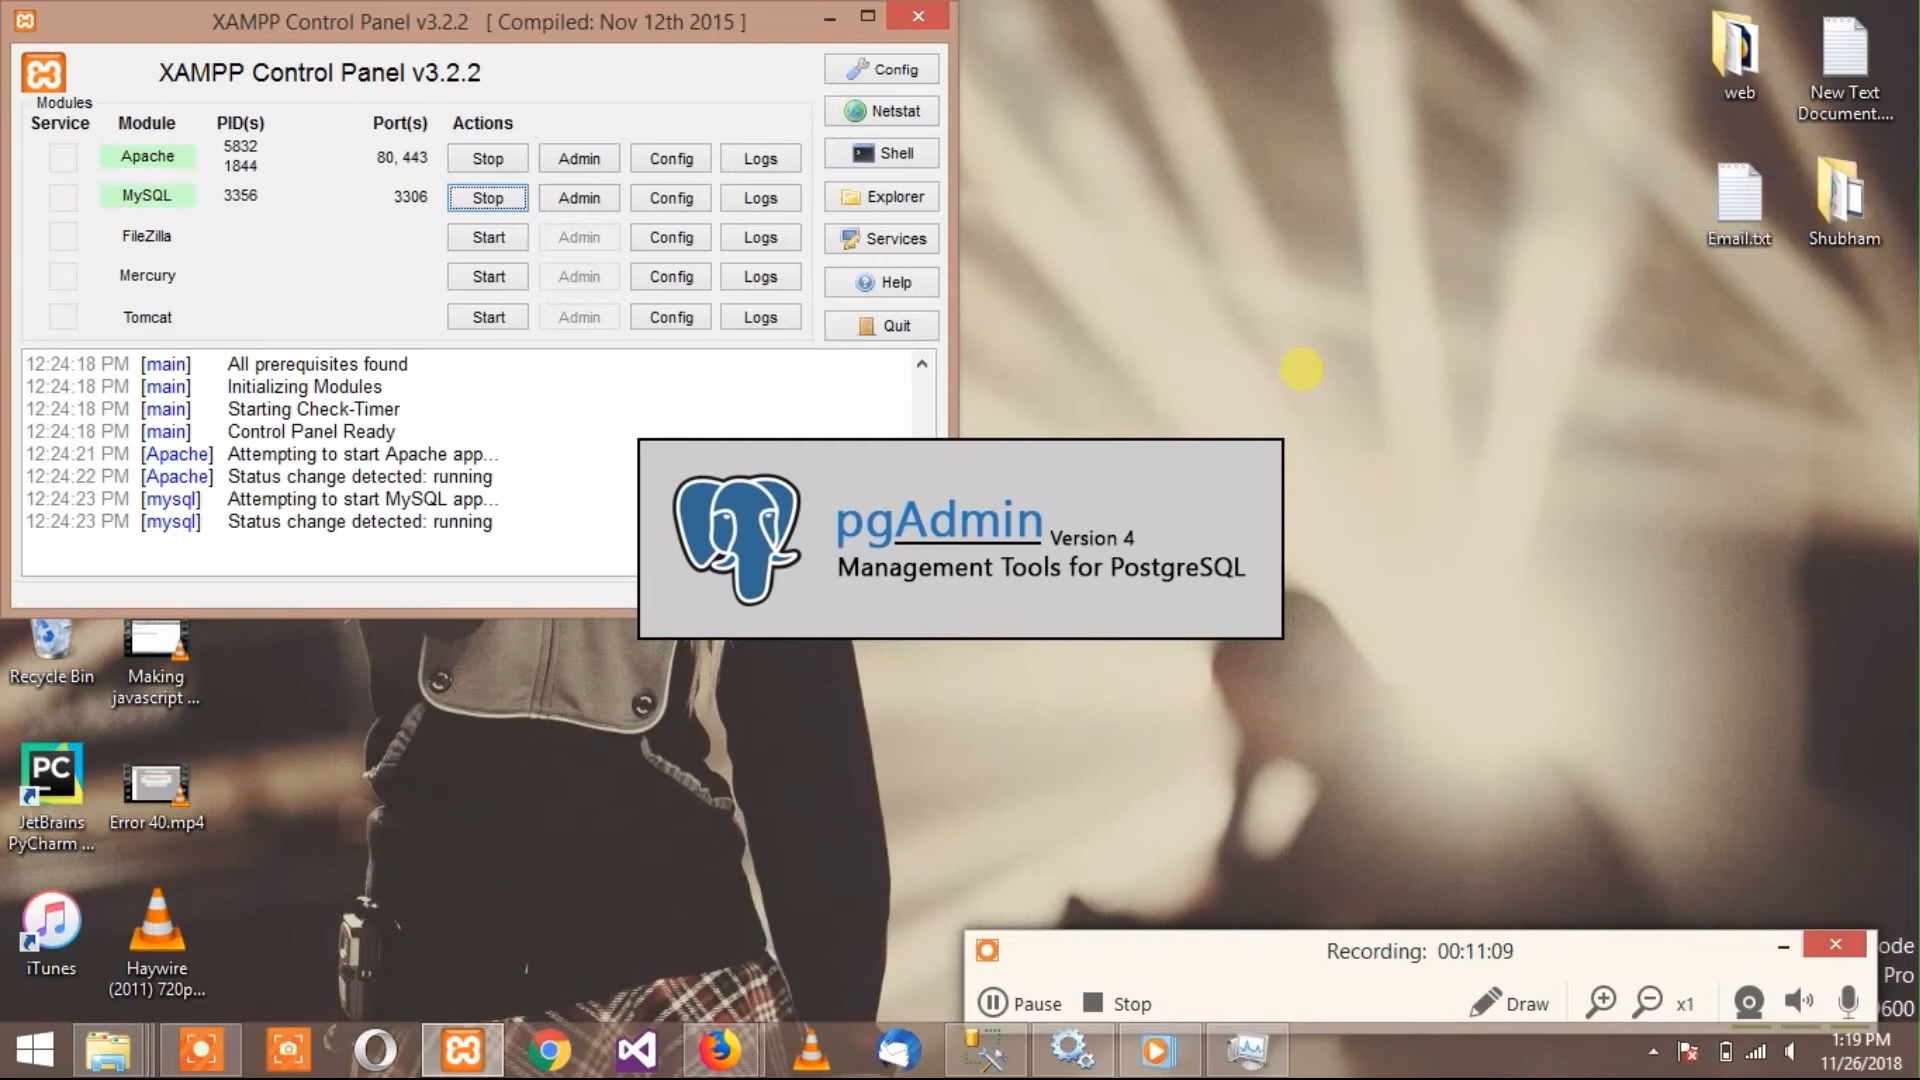 XAMPP Control Panel v3.2.2 [ Compiled: Nov 12th 2015 ]
XAMPP Control Panel v3.2.2
Config
Modules
Netstat
Service Module PID(s) Port(s) Actions
Apache 5832 1844 80, 443 Stop Admin Config Logs
Shell
MySQL 3356 3306 Stop Admin Config Logs
Explorer
FileZilla Start Admin Config Logs
Services
Mercury Start Admin Config Logs
Help
Tomcat Start Admin Config Logs
Quit
12:24:18 PM [main] All prerequisites found
12:24:18 PM [main] Initializing Modules
12:24:18 PM [main] Starting Check-Timer
12:24:18 PM [main] Control Panel Ready
12:24:21 PM [Apache] Attempting to start Apache app...
12:24:22 PM [Apache] Status change detected: running
12:24:23 PM [mysql] Attempting to start MySQL app...
12:24:23 PM [mysql] Status change detected: running
web
New Text
Document....
Email.txt
Shubham
pgAdmin Version 4
Management Tools for PostgreSQL
Recycle Bin
Making
javascript ...
PC
JetBrains
PyCharm ...
Error 40.mp4
iTunes
Haywire
(2011) 720p...
Recording: 00:11:09
Pause Stop Draw x1
ode
Pro
0600
1:19 PM
11/26/2018